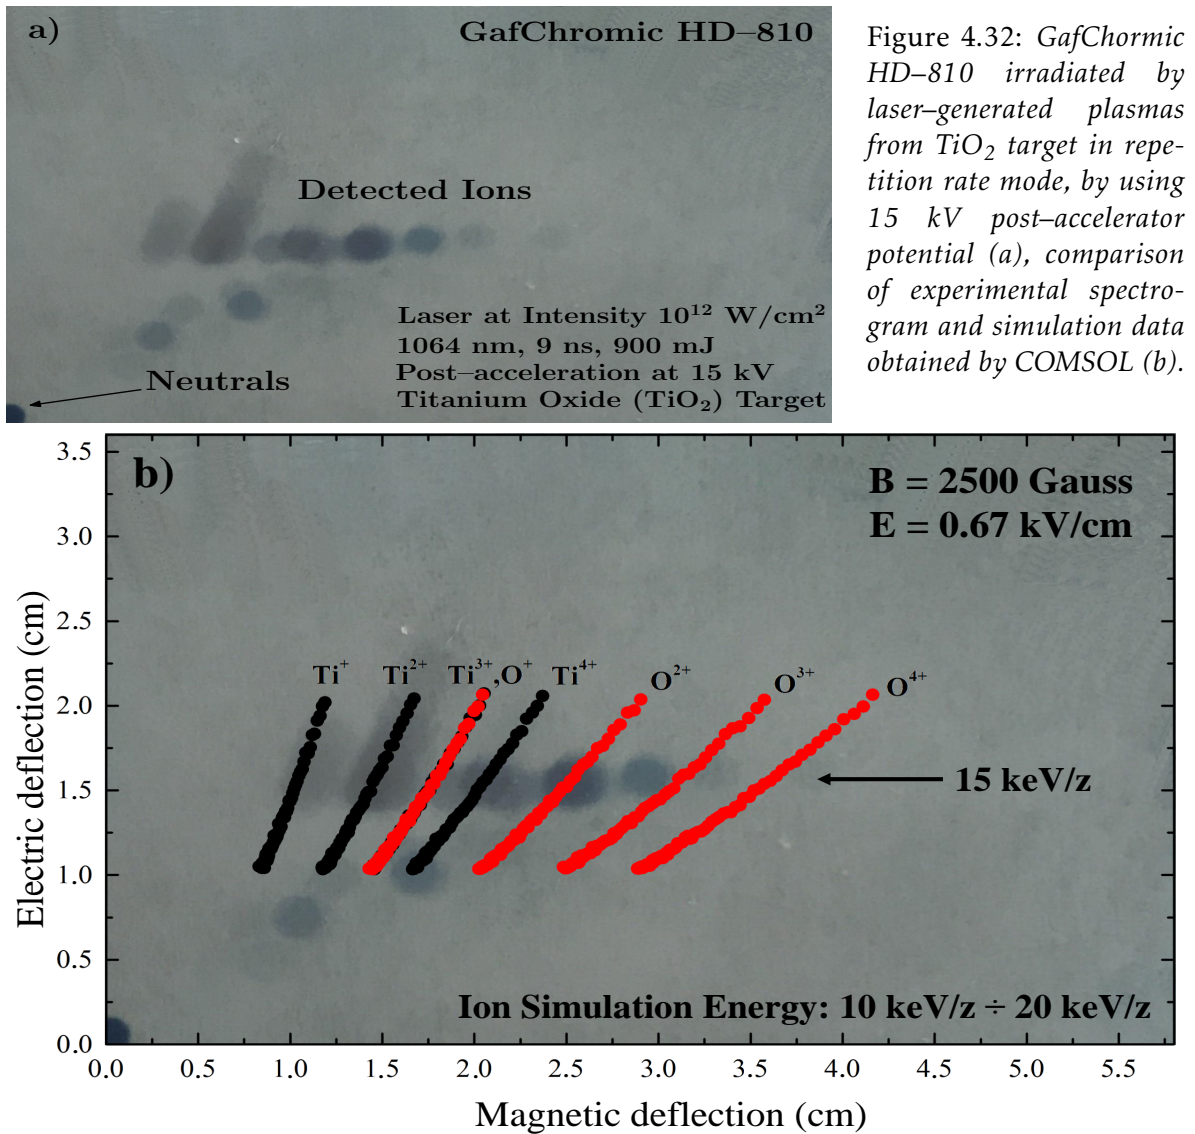 a)
GafChromic HD–810
Detected Ions
Laser at Intensity 10¹² W/cm²
1064 nm, 9 ns, 900 mJ
Post–acceleration at 15 kV
Titanium Oxide (TiO₂) Target
Neutrals
Figure 4.32: GafChormic
HD–810 irradiated by
laser–generated plasmas
from TiO₂ target in repe-
tition rate mode, by using
15 kV post–accelerator
potential (a), comparison
of experimental spectro-
gram and simulation data
obtained by COMSOL (b).
b)
B = 2500 Gauss
E = 0.67 kV/cm
Ti⁺
Ti²⁺
Ti³⁺,O⁺
Ti⁴⁺
O²⁺
O³⁺
O⁴⁺
15 keV/z
Ion Simulation Energy: 10 keV/z ÷ 20 keV/z
Electric deflection (cm)
3.5
3.0
2.5
2.0
1.5
1.0
0.5
0.0
0.0 0.5 1.0 1.5 2.0 2.5 3.0 3.5 4.0 4.5 5.0 5.5
Magnetic deflection (cm)